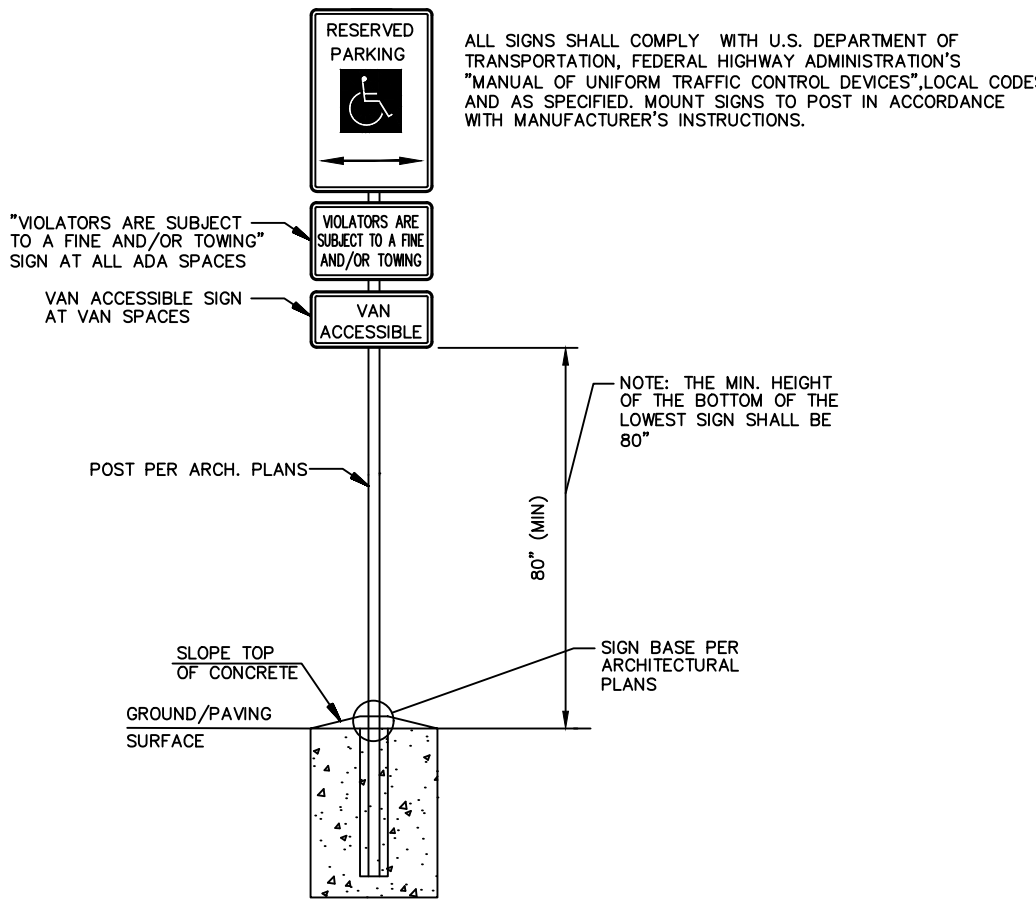 RESERVED
PARKING
ALL SIGNS SHALL COMPLY WITH U.S. DEPARTMENT OF
TRANSPORTATION, FEDERAL HIGHWAY ADMINISTRATION'S
"MANUAL OF UNIFORM TRAFFIC CONTROL DEVICES",LOCAL CODES
AND AS SPECIFIED. MOUNT SIGNS TO POST IN ACCORDANCE
WITH MANUFACTURER'S INSTRUCTIONS.
"VIOLATORS ARE SUBJECT
TO A FINE AND/OR TOWING"
SIGN AT ALL ADA SPACES
VIOLATORS ARE
SUBJECT TO A FINE
AND/OR TOWING
VAN ACCESSIBLE SIGN
AT VAN SPACES
VAN
ACCESSIBLE
NOTE: THE MIN. HEIGHT
OF THE BOTTOM OF THE
LOWEST SIGN SHALL BE
80"
POST PER ARCH. PLANS
80" (MIN)
SLOPE TOP
OF CONCRETE
SIGN BASE PER
ARCHITECTURAL
PLANS
GROUND/PAVING
SURFACE